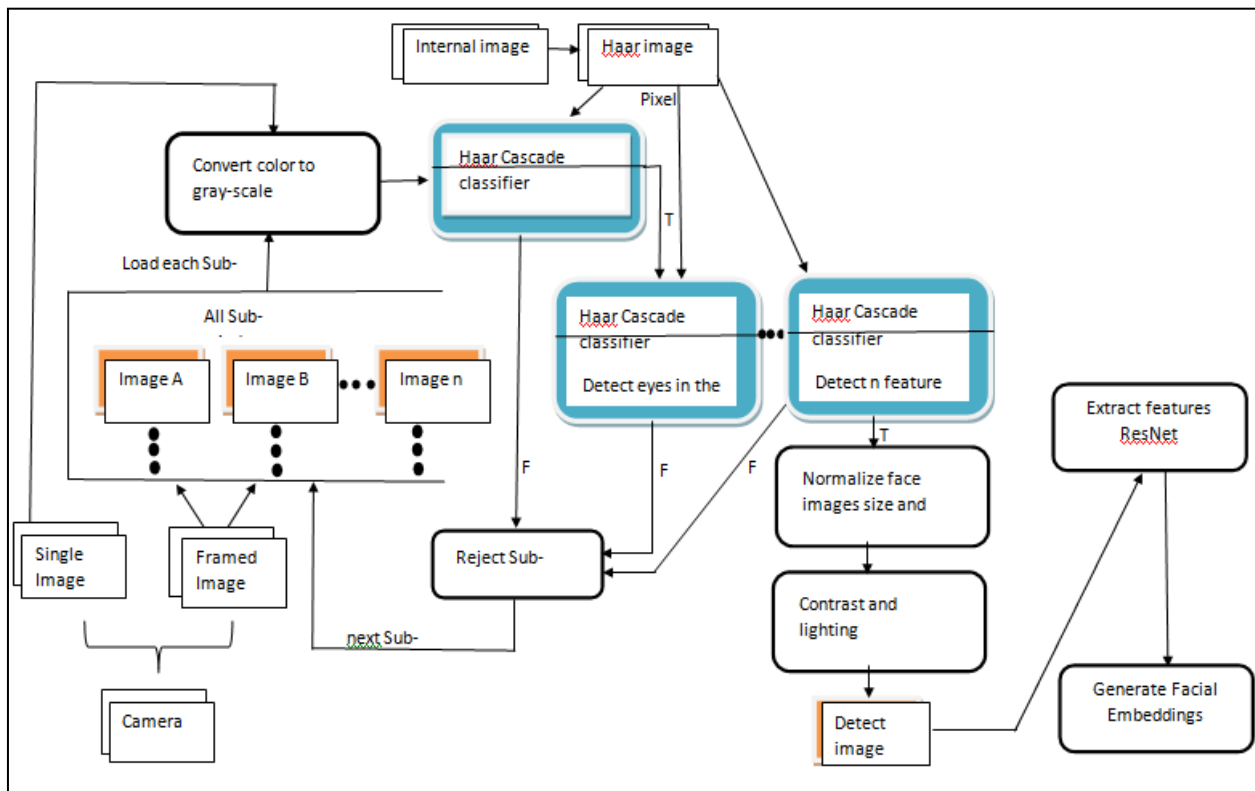 Internal image
Haar image
Pixel
Convert color to
gray-scale
Haar Cascade
classifier
T
Load each Sub-
All Sub-
Image A
Image B
Image n
Haar Cascade
classifier
Detect eyes in the
Haar Cascade
classifier
Detect n feature
Extract features
ResNet
T
F
F
F
Normalize face
images size and
Single
Image
Framed
Image
Reject Sub-
Contrast and
lighting
next Sub-
Camera
Detect
image
Generate Facial
Embeddings